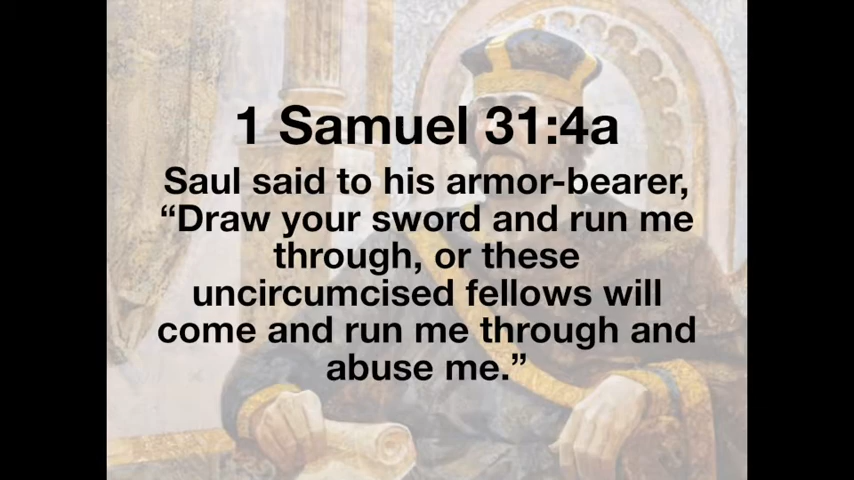 1 Samuel 31:4a
Saul said to his armor-bearer,
“Draw your sword and run me
through, or these
uncircumcised fellows will
come and run me through and
abuse me.”